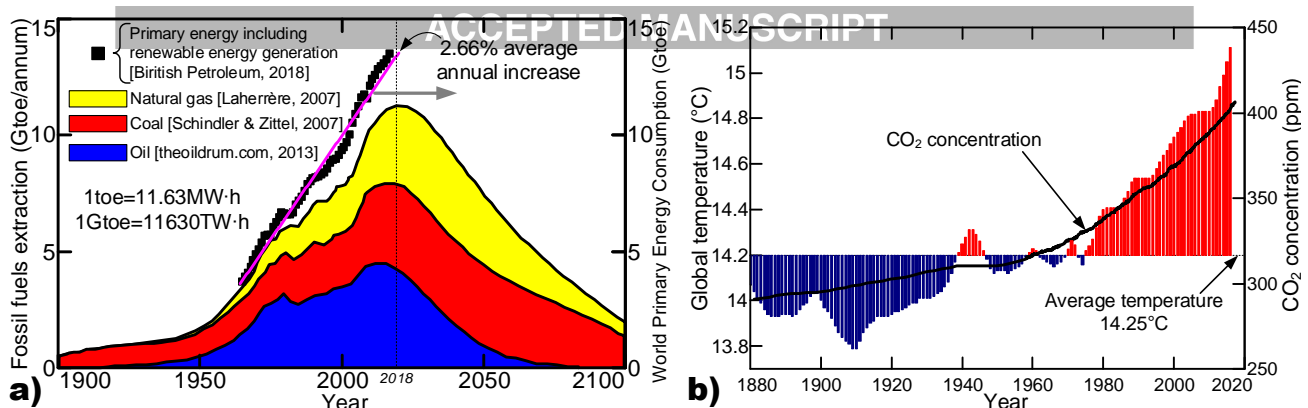 ACCEPTED MANUSCRIPT
Primary energy including
renewable energy generation
[Biritish Petroleum, 2018]
Natural gas [Laherrère, 2007]
Coal [Schindler & Zittel, 2007]
Oil [theoildrum.com, 2013]
1toe=11.63MW·h
1Gtoe=11630TW·h
2.66% average
annual increase
Fossil fuels extraction (Gtoe/annum)
15
10
5
0
World Primary Energy Consumption (Gtoe)
15
10
5
0
1900
1950
2000
2018
2050
2100
Year
a)
Global temperature (°C)
15.2
15
14.8
14.6
14.4
14.2
14
13.8
CO2 concentration
Average temperature
14.25°C
CO2 concentration (ppm)
450
400
350
300
250
1880
1900
1920
1940
1960
1980
2000
2020
Year
b)